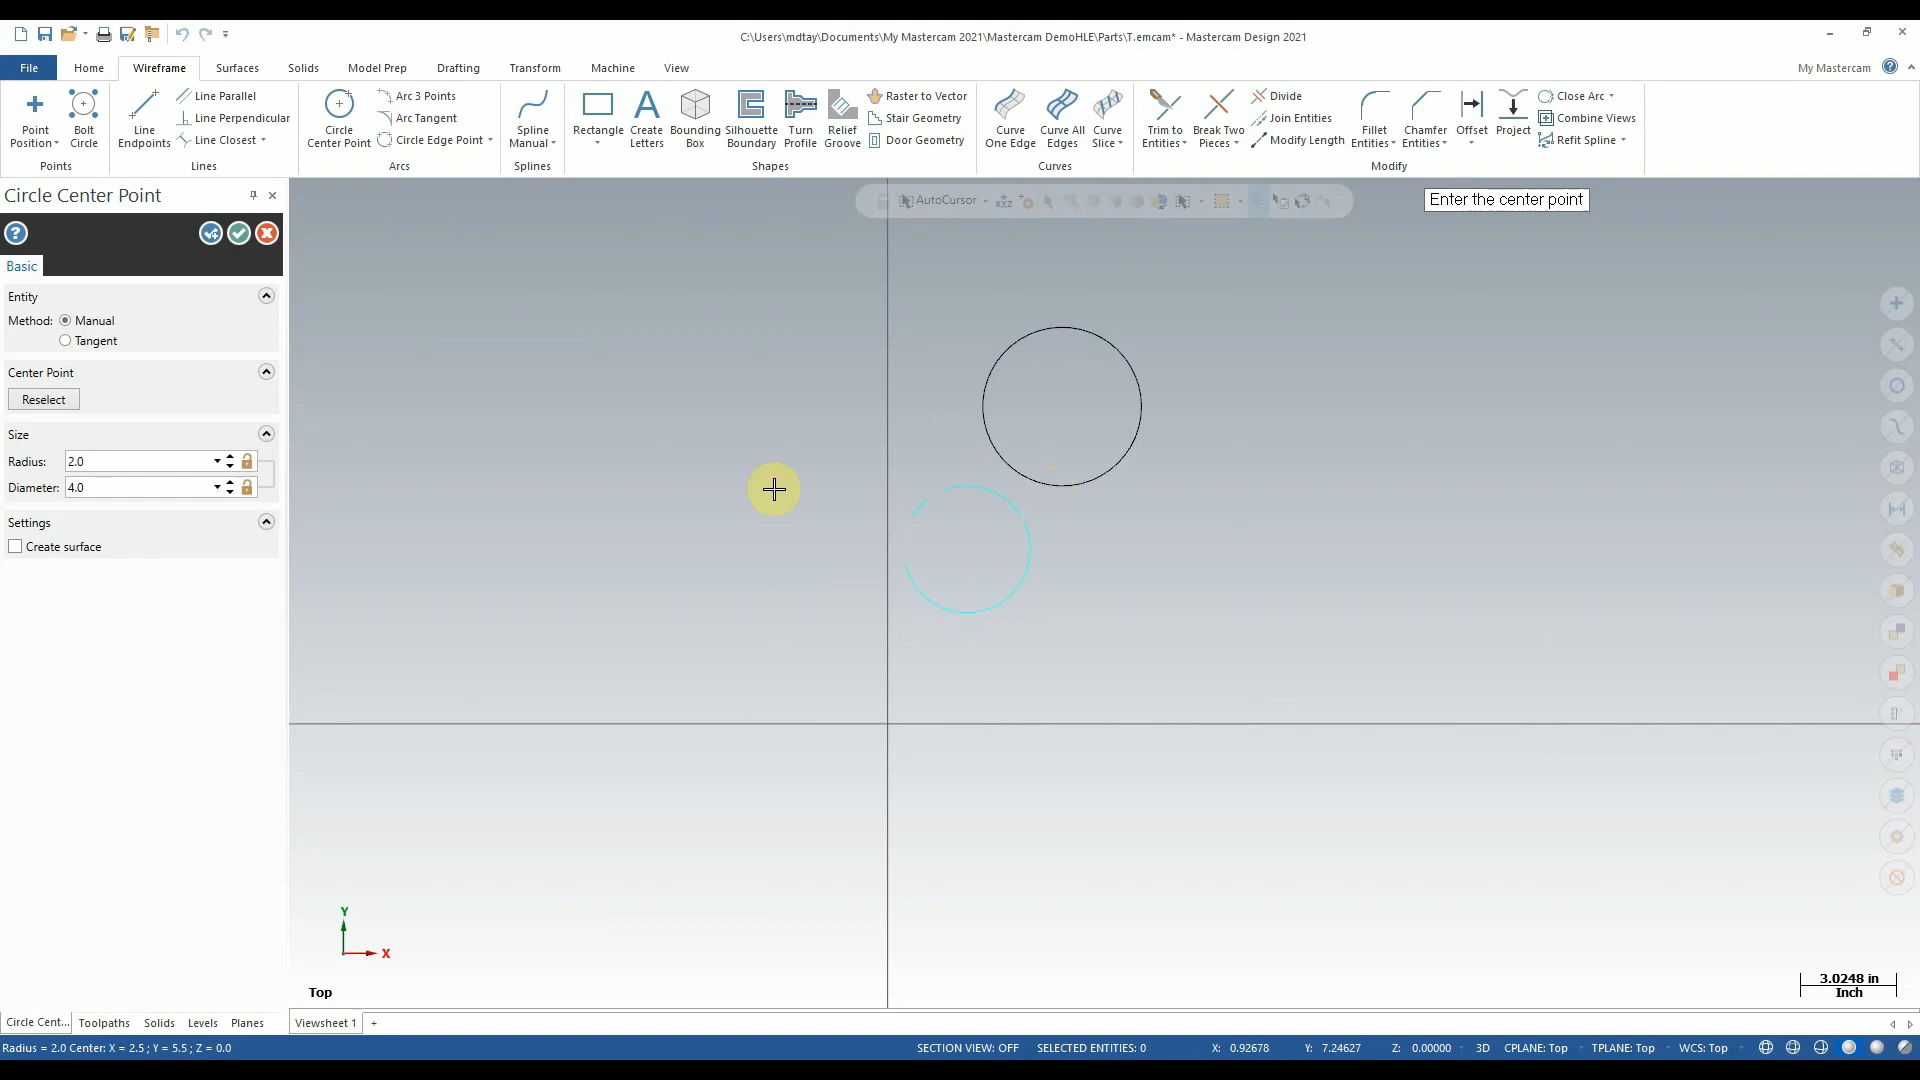 C:\Users\mdtay\Documents\My Mastercam 2021\Mastercam DemoHLE\Parts\T.emcam* - Mastercam Design 2021
File Home Wireframe Surfaces Solids Model Prep Drafting Transform Machine View My Mastercam
Point Position
Bolt Circle
Points
Line Endpoints
Line Parallel
Line Perpendicular
Line Closest
Lines
Circle Center Point
Arc 3 Points
Arc Tangent
Circle Edge Point
Arcs
Spline Manual
Splines
Rectangle
Create Letters
Bounding Box
Silhouette Boundary
Turn Profile
Relief Groove
Raster to Vector
Stair Geometry
Door Geometry
Shapes
Curve One Edge
Curve All Edges
Curve Slice
Curves
Trim to Entities
Break Two Pieces
Divide
Join Entities
Modify Length
Fillet Entities
Chamfer Entities
Offset
Project
Close Arc
Combine Views
Refit Spline
Modify
Circle Center Point
Basic
Entity
Method: Manual
Tangent
Center Point
Reselect
Size
Radius: 2.0
Diameter: 4.0
Settings
Create surface
AutoCursor
Enter the center point
Y
X
Top
3.0248 in
Inch
Circle Cent... Toolpaths Solids Levels Planes
Viewsheet 1 +
Radius = 2.0 Center: X = 2.5 ; Y = 5.5 ; Z = 0.0
SECTION VIEW: OFF SELECTED ENTITIES: 0 X: 0.92678 Y: 7.24627 Z: 0.00000 3D CPLANE: Top TPLANE: Top WCS: Top